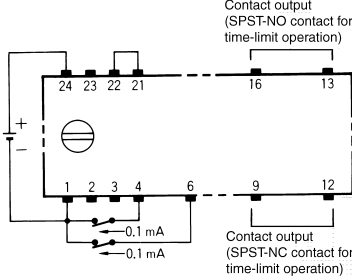 Contact output
(SPST-NO contact for
time-limit operation)
24 23 22 21 16 13
+
−
1 2 3 4 6 9 12
0.1 mA
0.1 mA
Contact output
(SPST-NC contact for
time-limit operation)